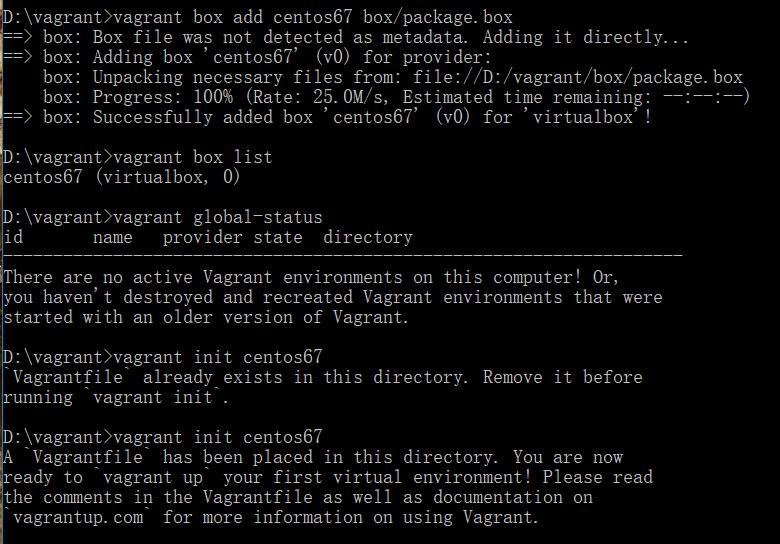 D:\vagrant>vagrant box add centos67 box/package.box
==> box: Box file was not detected as metadata. Adding it directly...
==> box: Adding box 'centos67' (v0) for provider:
    box: Unpacking necessary files from: file://D:/vagrant/box/package.box
    box: Progress: 100% (Rate: 25.0M/s, Estimated time remaining: --:--:--)
==> box: Successfully added box 'centos67' (v0) for 'virtualbox'!
D:\vagrant>vagrant box list
centos67 (virtualbox, 0)
D:\vagrant>vagrant global-status
id       name   provider state  directory
--------------------------------------------------------------------
There are no active Vagrant environments on this computer! Or,
you haven't destroyed and recreated Vagrant environments that were
started with an older version of Vagrant.
D:\vagrant>vagrant init centos67
`Vagrantfile` already exists in this directory. Remove it before
running `vagrant init`.
D:\vagrant>vagrant init centos67
A `Vagrantfile` has been placed in this directory. You are now
ready to `vagrant up` your first virtual environment! Please read
the comments in the Vagrantfile as well as documentation on
`vagrantup.com` for more information on using Vagrant.